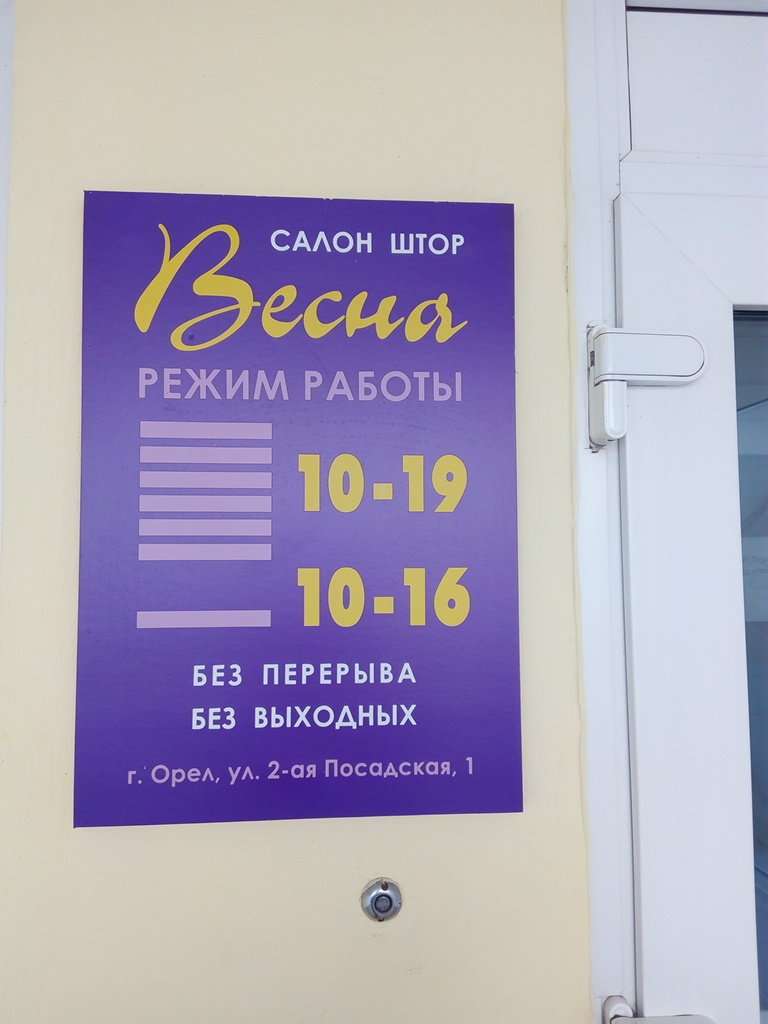 САЛОН ШТОР
Весна
РЕЖИМ РАБОТЫ
10-19
10-16
БЕЗ ПЕРЕРЫВА
БЕЗ ВЫХОДНЫХ
г. Орел, ул. 2-ая Посадская, 1